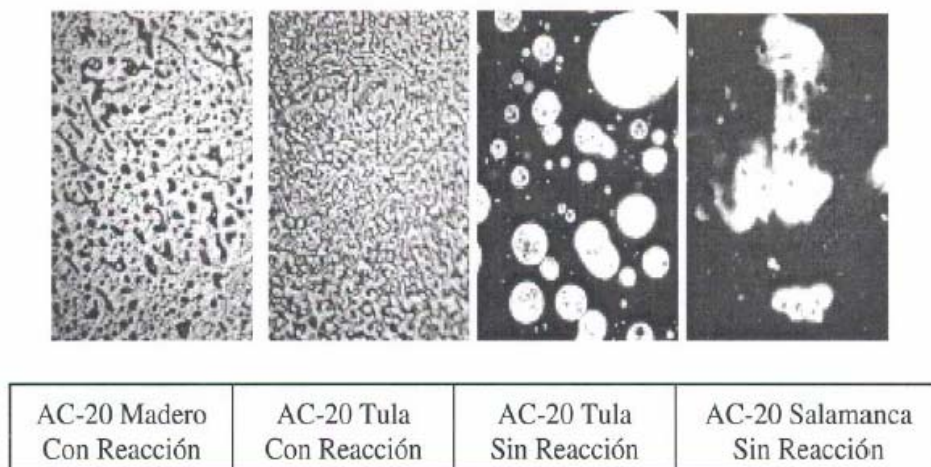 AC-20 Madero
Con Reacción
AC-20 Tula
Con Reacción
AC-20 Tula
Sin Reacción
AC-20 Salamanca
Sin Reacción